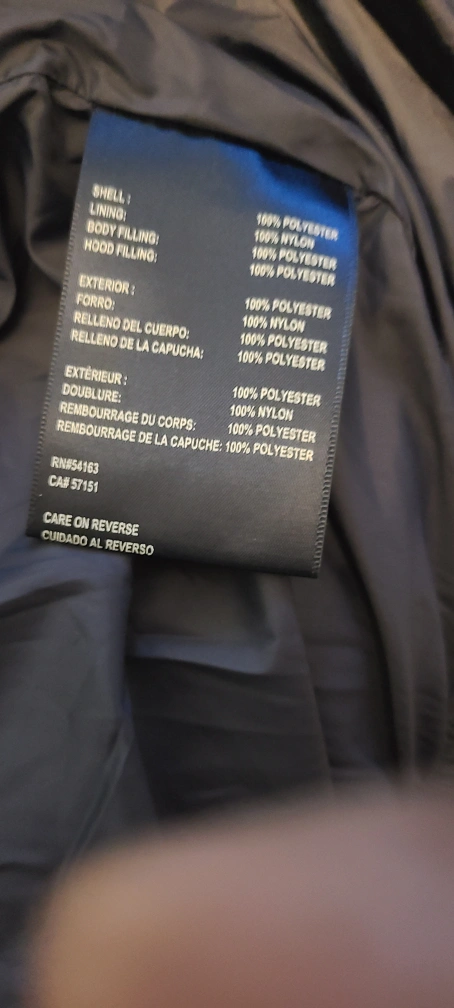 SHELL : 100% POLYESTER
LINING: 100% NYLON
BODY FILLING: 100% POLYESTER
HOOD FILLING: 100% POLYESTER
EXTERIOR : 100% POLYESTER
FORRO: 100% NYLON
RELLENO DEL CUERPO: 100% POLYESTER
RELLENO DE LA CAPUCHA: 100% POLYESTER
EXTÉRIEUR : 100% POLYESTER
DOUBLURE: 100% NYLON
REMBOURRAGE DU CORPS: 100% POLYESTER
REMBOURRAGE DE LA CAPUCHE: 100% POLYESTER
RN#54163
CA# 57151
CARE ON REVERSE
CUIDADO AL REVERSO